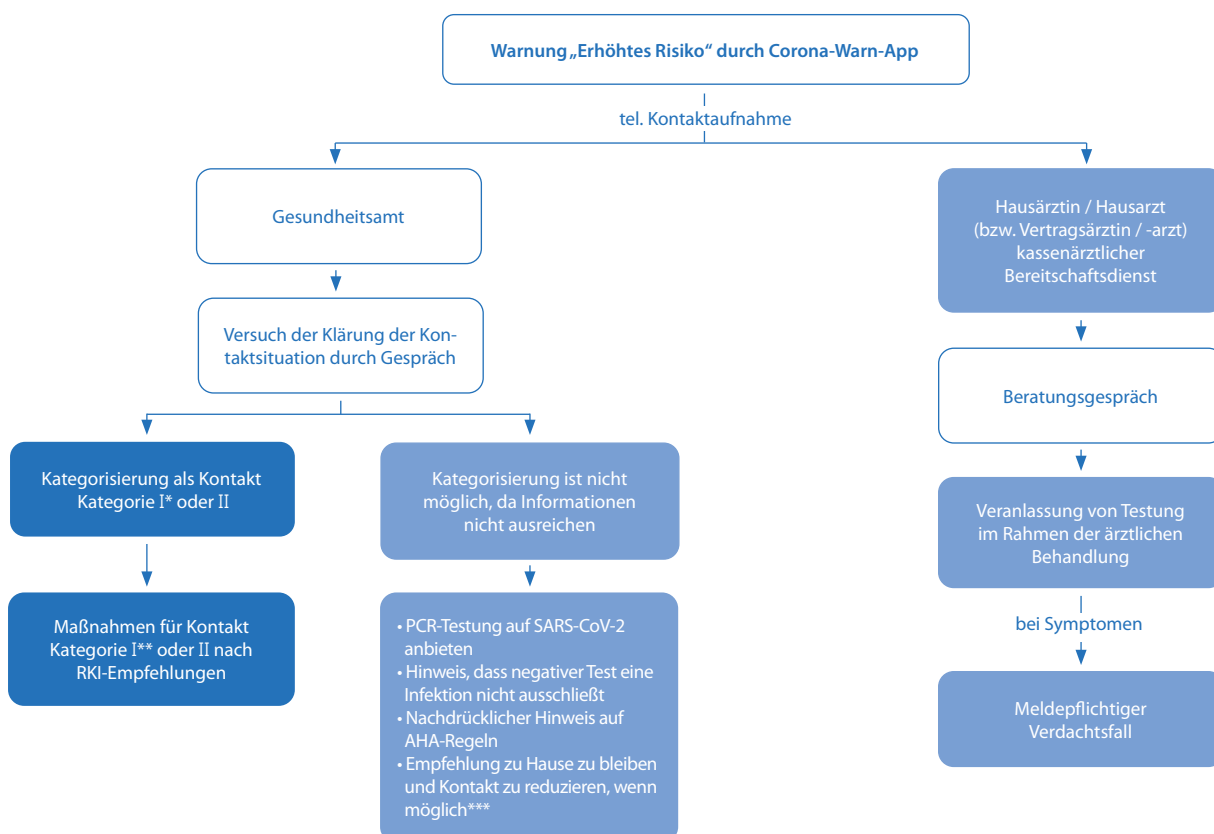 Warnung „Erhöhtes Risiko“ durch Corona-Warn-App
tel. Kontaktaufnahme
Gesundheitsamt
Hausärztin / Hausarzt
(bzw. Vertragsärztin / -arzt)
kassenärztlicher
Bereitschaftsdienst
Versuch der Klärung der Kon-
taktsituation durch Gespräch
Beratungsgespräch
Kategorisierung als Kontakt
Kategorie I* oder II
Kategorisierung ist nicht
möglich, da Informationen
nicht ausreichen
Veranlassung von Testung
im Rahmen der ärztlichen
Behandlung
Maßnahmen für Kontakt
Kategorie I** oder II nach
RKI-Empfehlungen
• PCR-Testung auf SARS-CoV-2
anbieten
• Hinweis, dass negativer Test eine
Infektion nicht ausschließt
• Nachdrücklicher Hinweis auf
AHA-Regeln
• Empfehlung zu Hause zu bleiben
und Kontakt zu reduzieren, wenn
möglich***
bei Symptomen
Meldepflichtiger
Verdachtsfall